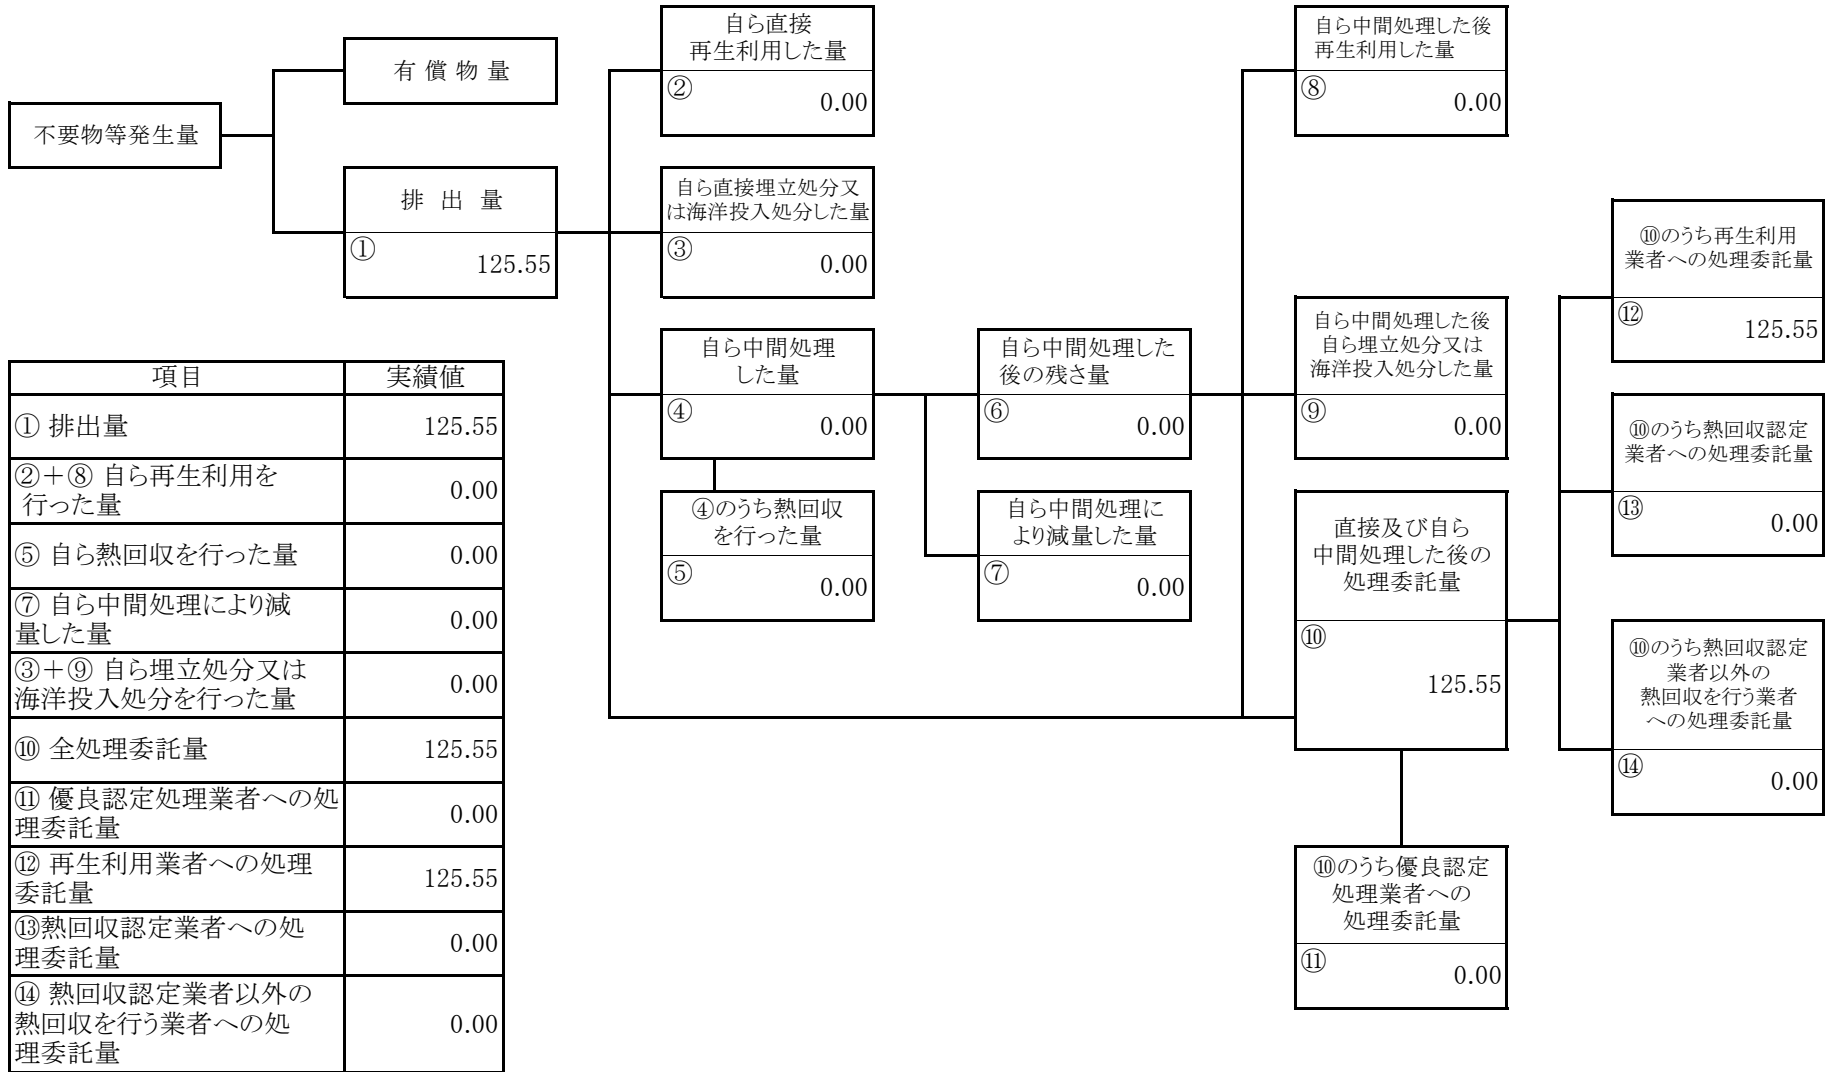 不要物等発生量
有 償 物 量
排 出 量
①
125.55
自ら直接
再生利用した量
②
0.00
自ら直接埋立処分又
は海洋投入処分した量
③
0.00
自ら中間処理
した量
④
0.00
④のうち熱回収
を行った量
⑤
0.00
自ら中間処理した
後の残さ量
⑥
0.00
自ら中間処理に
より減量した量
⑦
0.00
自ら中間処理した後
再生利用した量
⑧
0.00
自ら中間処理した後
自ら埋立処分又は
海洋投入処分した量
⑨
0.00
直接及び自ら
中間処理した後の
処理委託量
⑩
125.55
⑩のうち優良認定
処理業者への
処理委託量
⑪
0.00
⑩のうち再生利用
業者への処理委託量
⑫
125.55
⑩のうち熱回収認定
業者への処理委託量
⑬
0.00
⑩のうち熱回収認定
業者以外の
熱回収を行う業者
への処理委託量
⑭
0.00
項目 実績値
① 排出量 125.55
②＋⑧ 自ら再生利用を
行った量 0.00
⑤ 自ら熱回収を行った量 0.00
⑦ 自ら中間処理により減
量した量 0.00
③＋⑨ 自ら埋立処分又は
海洋投入処分を行った量 0.00
⑩ 全処理委託量 125.55
⑪ 優良認定処理業者への処
理委託量 0.00
⑫ 再生利用業者への処理
委託量 125.55
⑬熱回収認定業者への処
理委託量 0.00
⑭ 熱回収認定業者以外の
熱回収を行う業者への処
理委託量 0.00